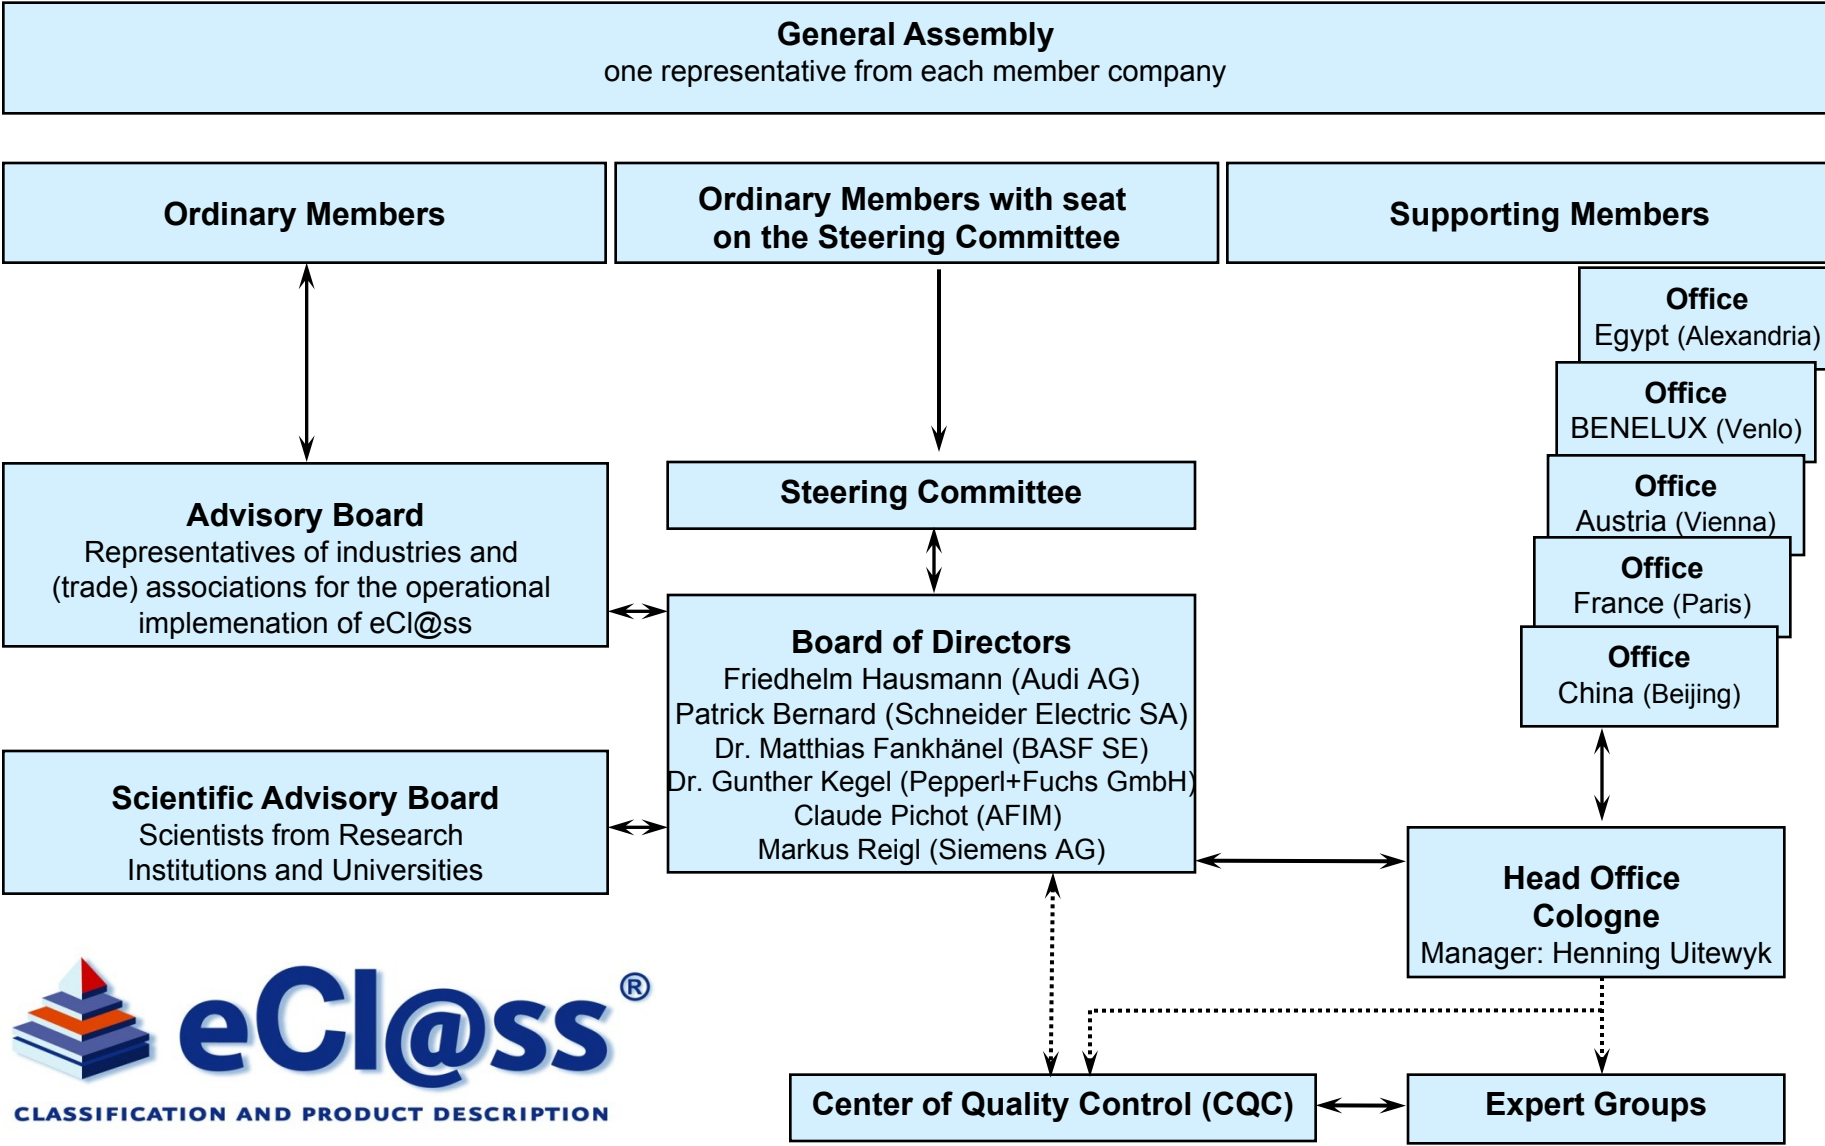 General Assembly
one representative from each member company
Ordinary Members
Ordinary Members with seat
on the Steering Committee
Supporting Members
Office
Egypt (Alexandria)
Office
BENELUX (Venlo)
Office
Austria (Vienna)
Office
France (Paris)
Office
China (Beijing)
Advisory Board
Representatives of industries and
(trade) associations for the operational
implemenation of eCl@ss
Steering Committee
Board of Directors
Friedhelm Hausmann (Audi AG)
Patrick Bernard (Schneider Electric SA)
Dr. Matthias Fankhänel (BASF SE)
Dr. Gunther Kegel (Pepperl+Fuchs GmbH)
Claude Pichot (AFIM)
Markus Reigl (Siemens AG)
Scientific Advisory Board
Scientists from Research
Institutions and Universities
Head Office
Cologne
Manager: Henning Uitewyk
eCl@ss®
CLASSIFICATION AND PRODUCT DESCRIPTION
Center of Quality Control (CQC)
Expert Groups